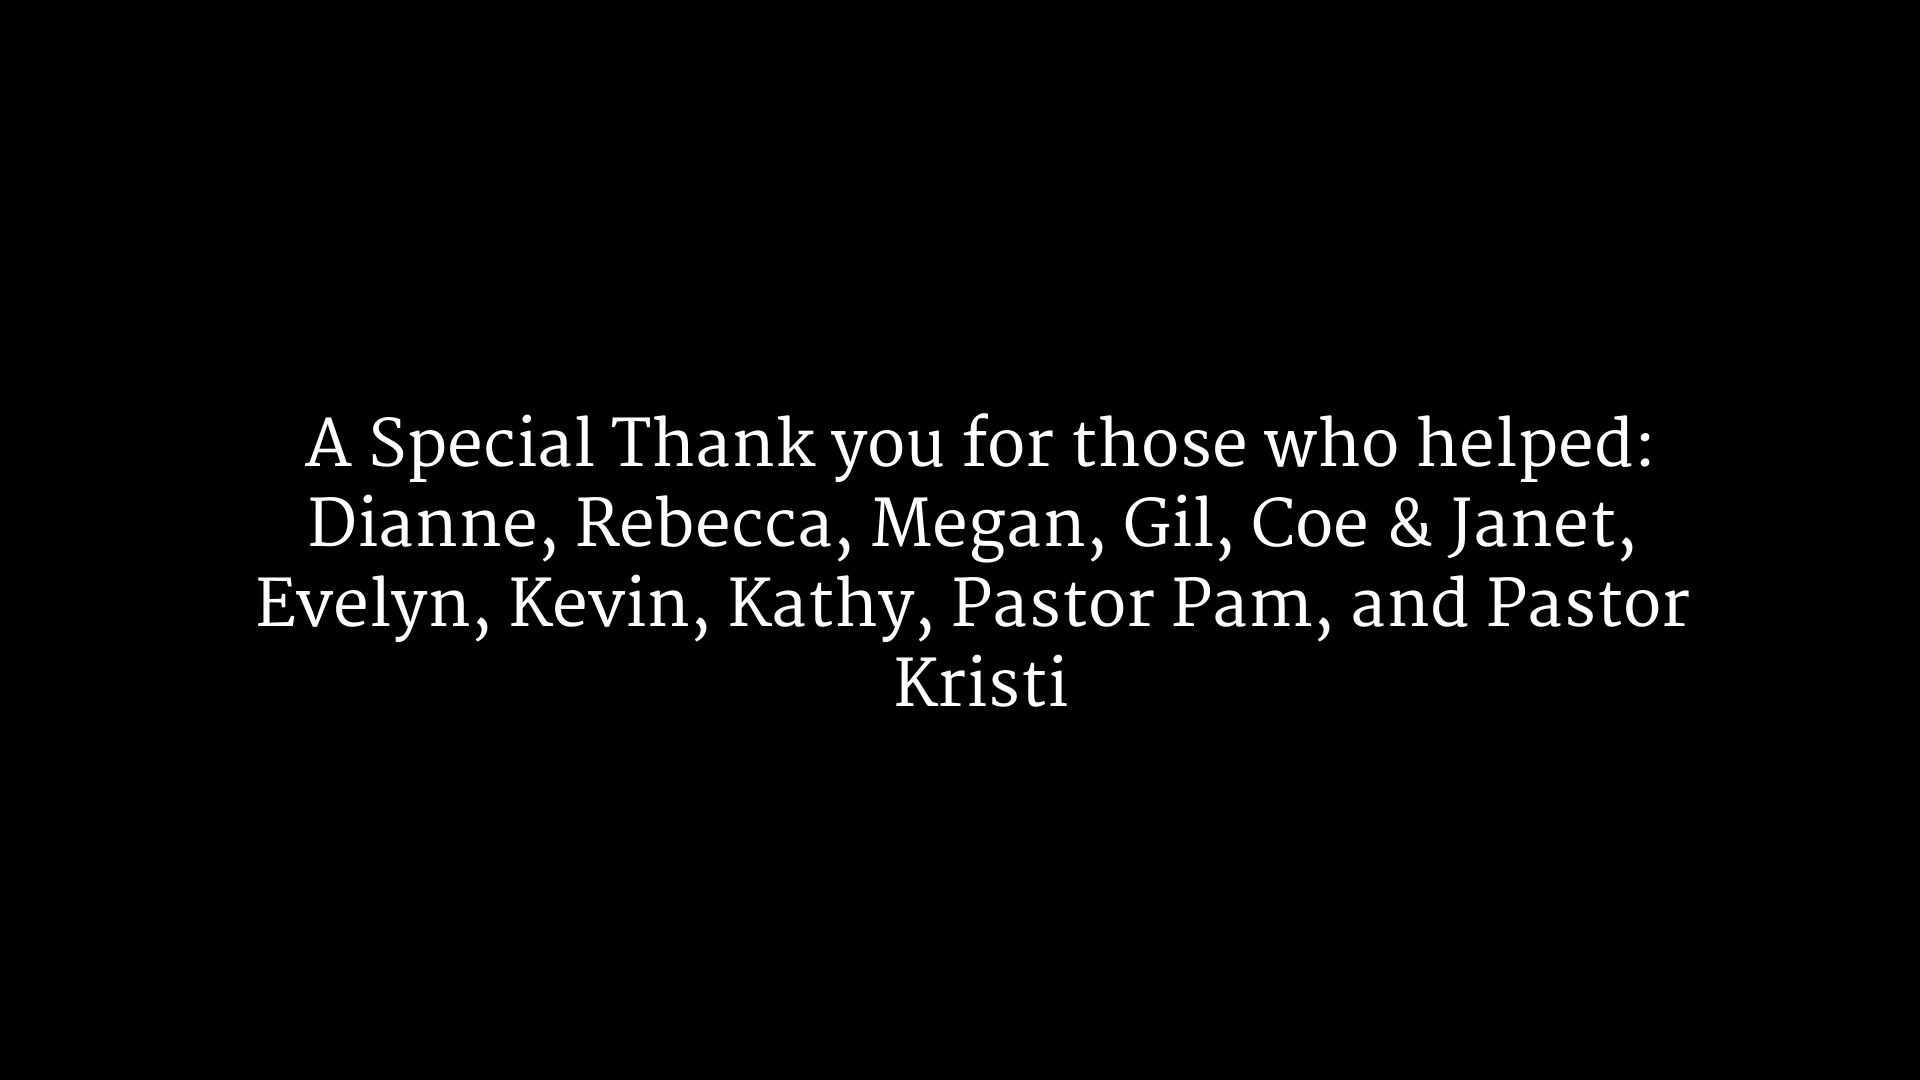 A Special Thank you for those who helped:
Dianne, Rebecca, Megan, Gil, Coe & Janet,
Evelyn, Kevin, Kathy, Pastor Pam, and Pastor
Kristi